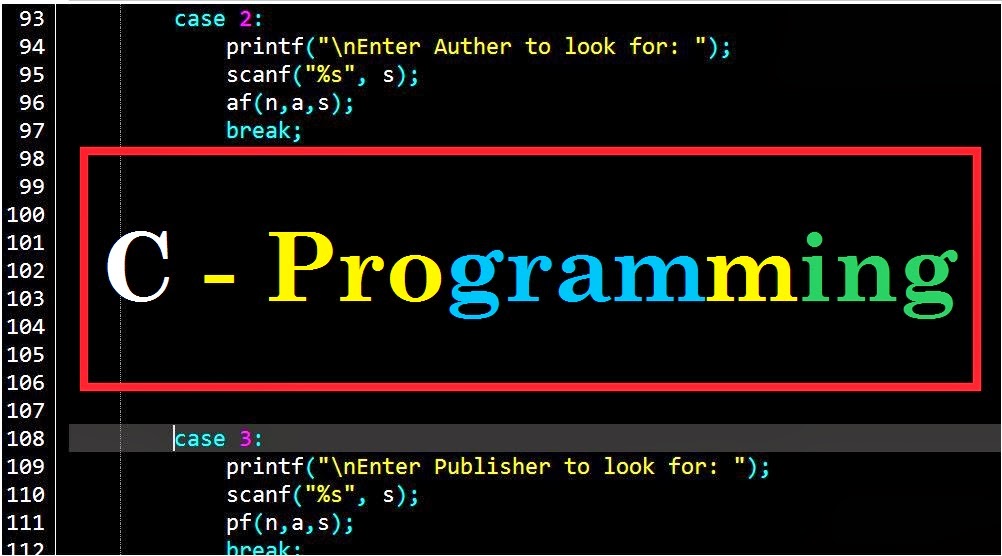 93 case 2:
94 printf("\nEnter Auther to look for: ");
95 scanf("%s", s);
96 af(n,a,s);
97 break;
98
99
100
101
102
103
104
105
106
C - Programming
107
108 case 3:
109 printf("\nEnter Publisher to look for: ");
110 scanf("%s", s);
111 pf(n,a,s);
112 break;